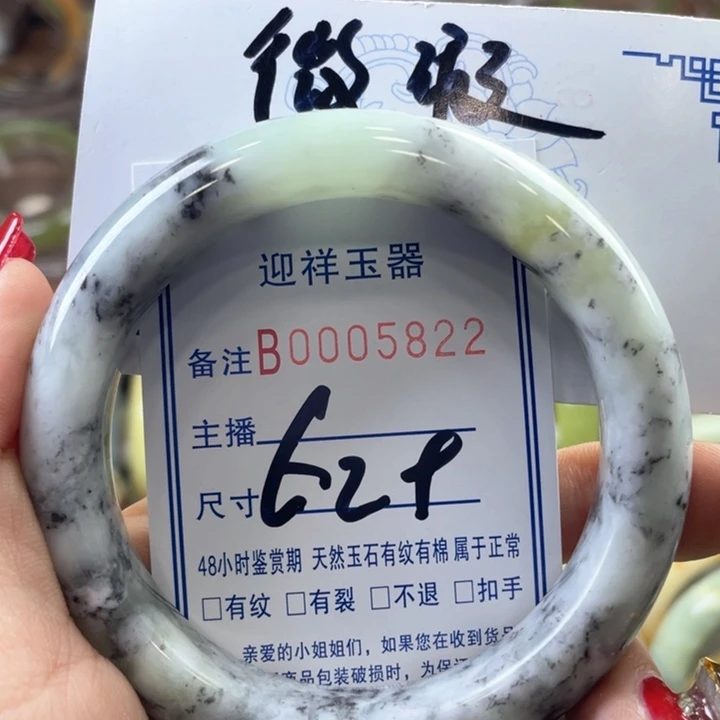 微瑕
迎祥玉器
备注B0005822
主播
尺寸62+
48小时鉴赏期 天然玉石有纹有棉属于正常
□有纹 □有裂 □不退 □扣手
亲爱的小姐姐们，如果您在收到货品
商品包装破损时，为保